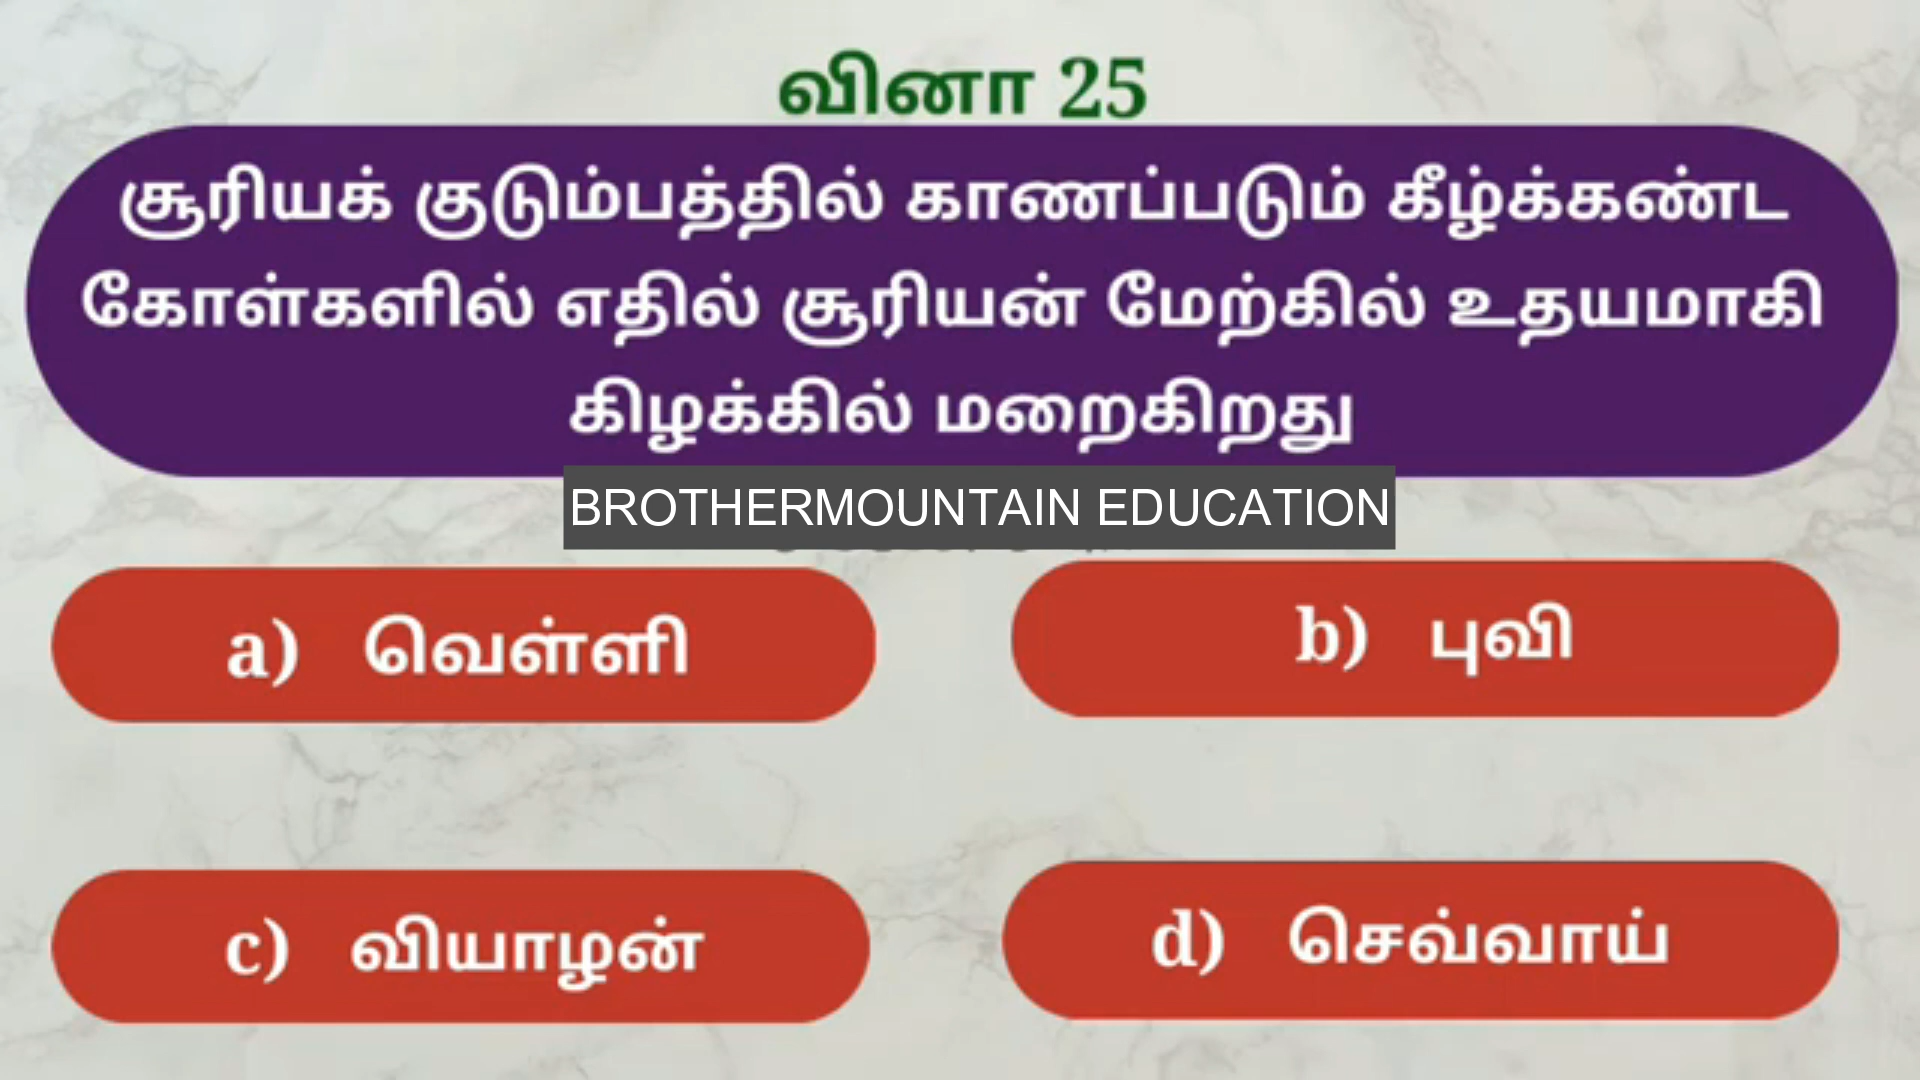 வினா 25
சூரியக் குடும்பத்தில் காணப்படும் கீழ்க்கண்ட
கோள்களில் எதில் சூரியன் மேற்கில் உதயமாகி
கிழக்கில் மறைகிறது
BROTHERMOUNTAIN EDUCATION
a) வெள்ளி
b) புவி
c) வியாழன்
d) செவ்வாய்